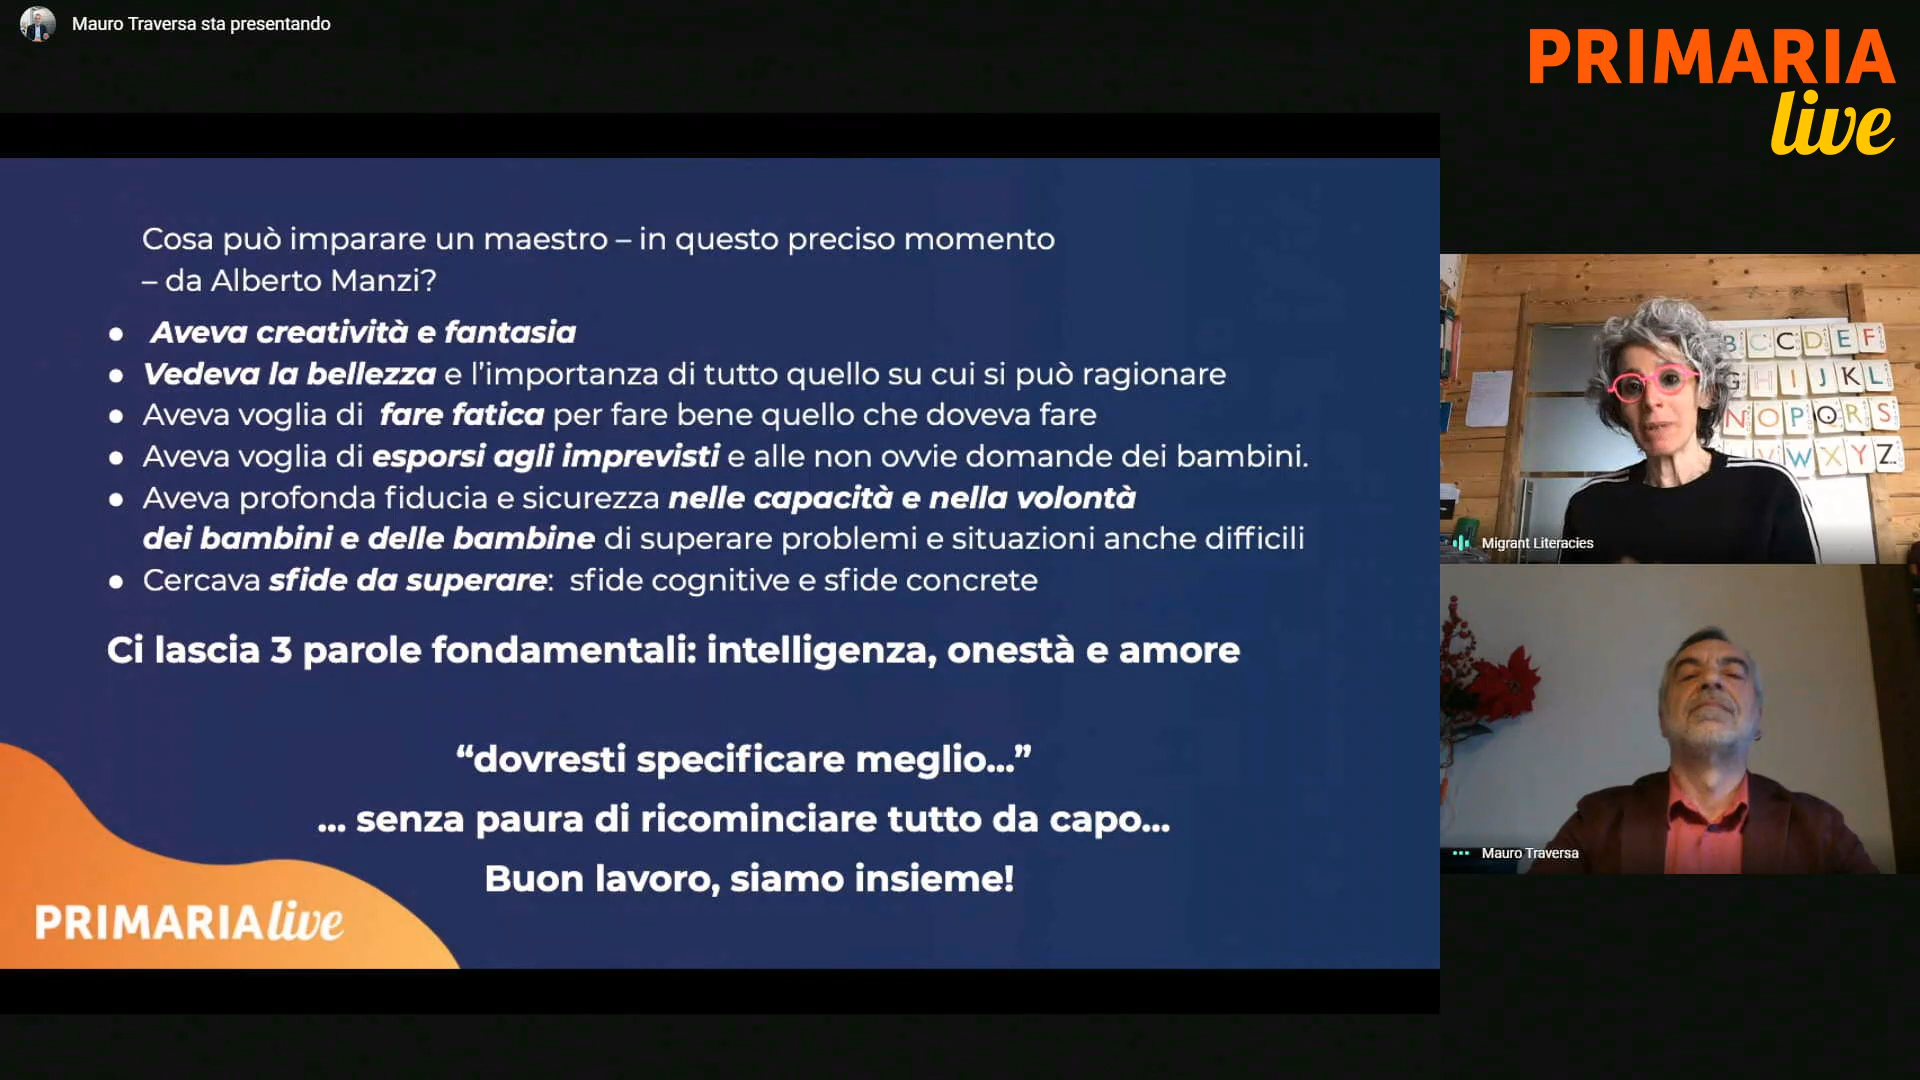 Mauro Traversa sta presentando
PRIMARIA
live
Cosa può imparare un maestro – in questo preciso momento
– da Alberto Manzi?
● Aveva creatività e fantasia
● Vedeva la bellezza e l’importanza di tutto quello su cui si può ragionare
● Aveva voglia di fare fatica per fare bene quello che doveva fare
● Aveva voglia di esporsi agli imprevisti e alle non ovvie domande dei bambini.
● Aveva profonda fiducia e sicurezza nelle capacità e nella volontà
dei bambini e delle bambine di superare problemi e situazioni anche difficili
● Cercava sfide da superare: sfide cognitive e sfide concrete
Ci lascia 3 parole fondamentali: intelligenza, onestà e amore
“dovresti specificare meglio...”
... senza paura di ricominciare tutto da capo...
Buon lavoro, siamo insieme!
PRIMARIA live
B C C D E F
G H I J K L
N O P Q R S
V W X Y Z
Migrant Literacies
Mauro Traversa